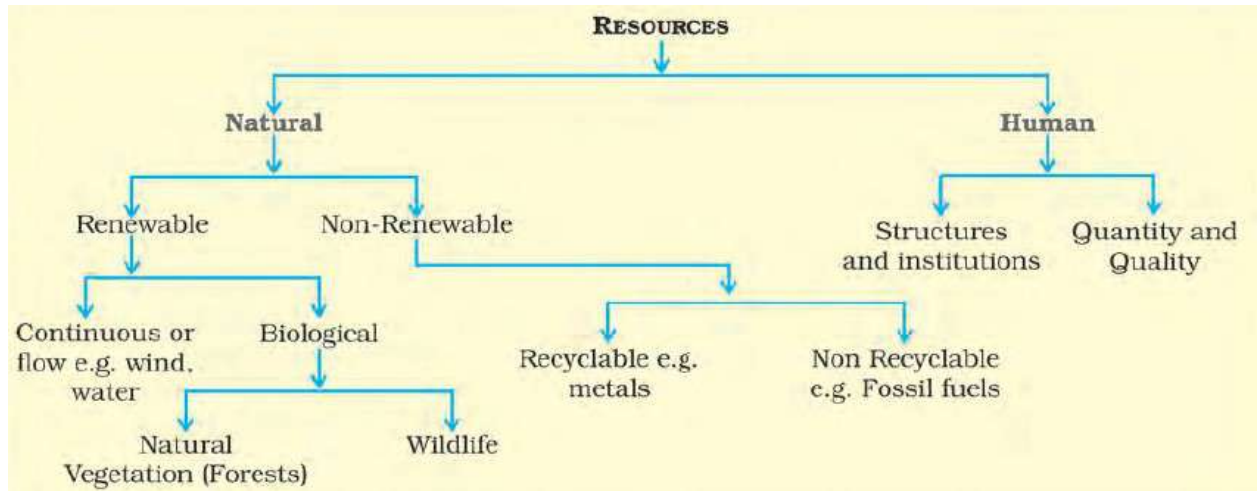 RESOURCES
Natural
Human
Renewable
Non-Renewable
Structures
and institutions
Quantity and
Quality
Continuous or
flow e.g. wind,
water
Biological
Recyclable e.g.
metals
Non Recyclable
e.g. Fossil fuels
Natural
Vegetation (Forests)
Wildlife